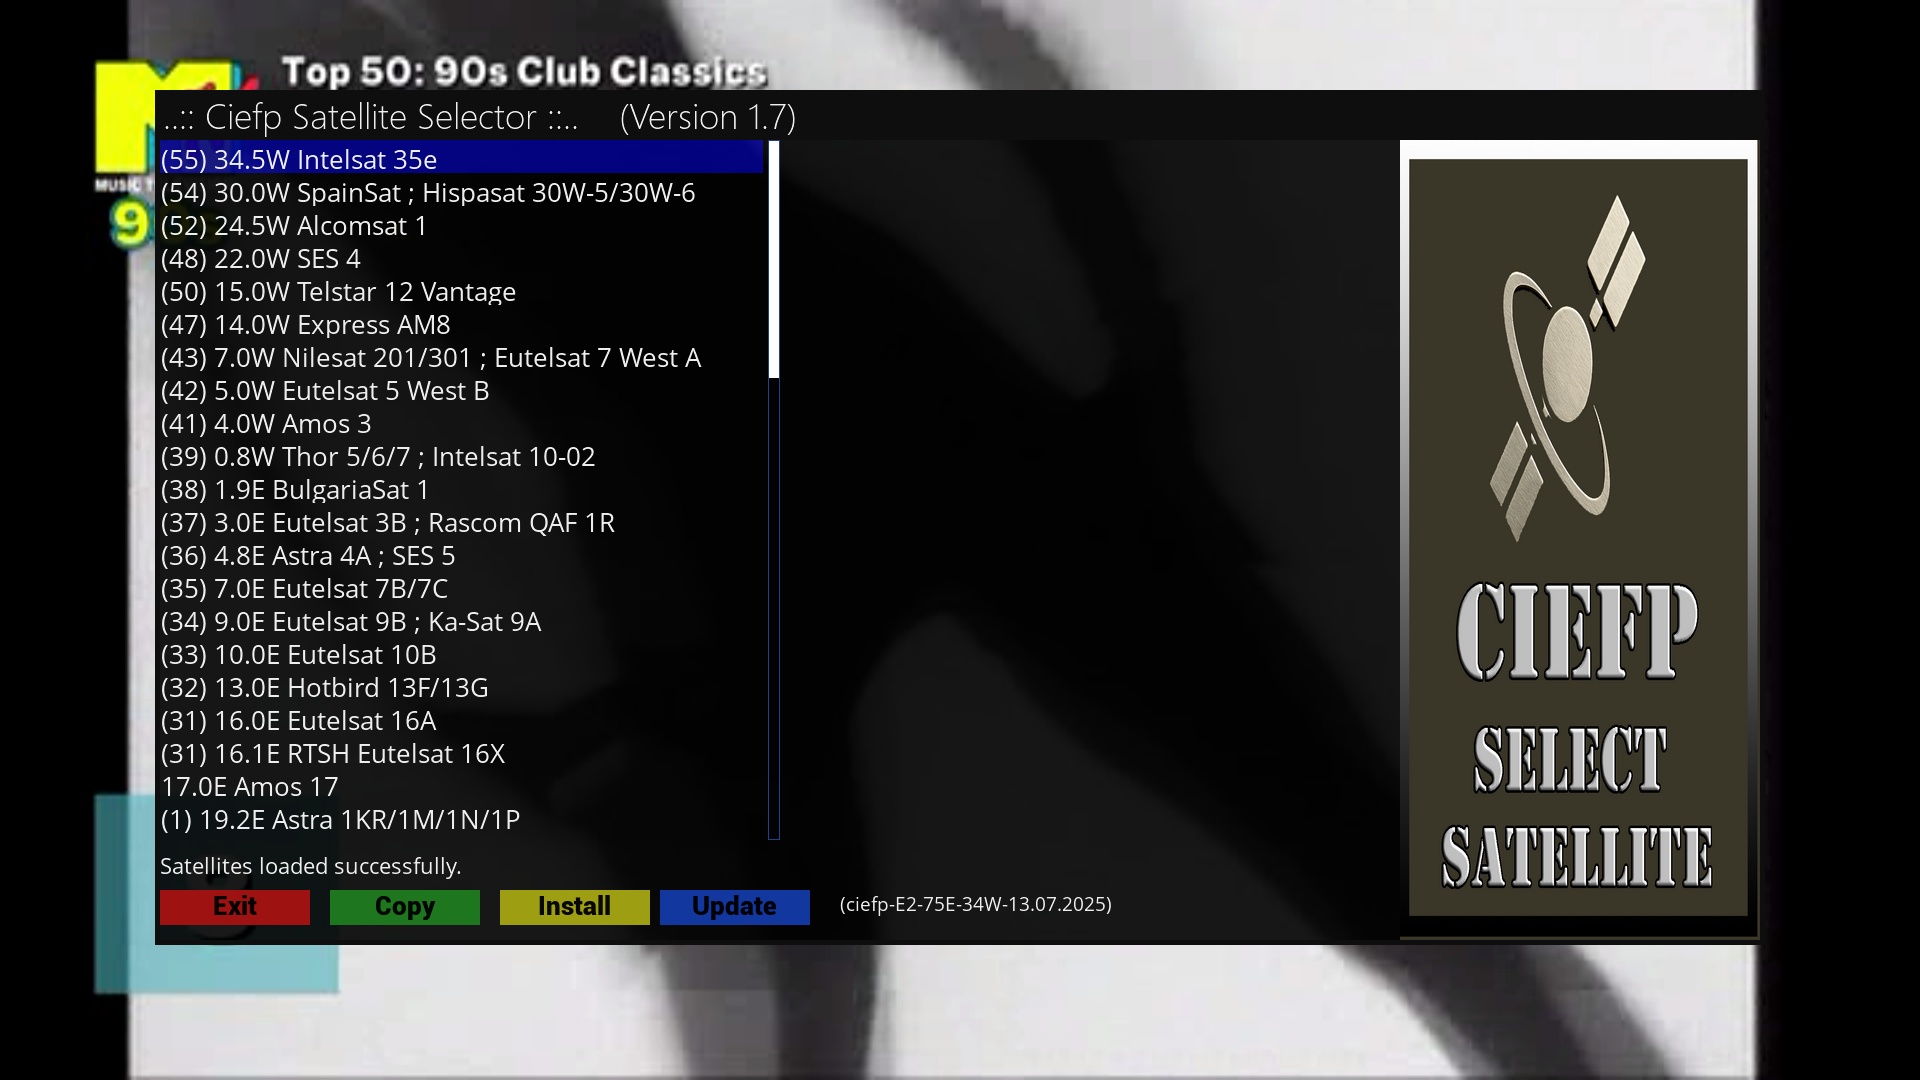 Top 50: 90s Club Classics
..:: Ciefp Satellite Selector ::.. (Version 1.7)
(55) 34.5W Intelsat 35e
(54) 30.0W SpainSat ; Hispasat 30W-5/30W-6
(52) 24.5W Alcomsat 1
(48) 22.0W SES 4
(50) 15.0W Telstar 12 Vantage
(47) 14.0W Express AM8
(43) 7.0W Nilesat 201/301 ; Eutelsat 7 West A
(42) 5.0W Eutelsat 5 West B
(41) 4.0W Amos 3
(39) 0.8W Thor 5/6/7 ; Intelsat 10-02
(38) 1.9E BulgariaSat 1
(37) 3.0E Eutelsat 3B ; Rascom QAF 1R
(36) 4.8E Astra 4A ; SES 5
(35) 7.0E Eutelsat 7B/7C
(34) 9.0E Eutelsat 9B ; Ka-Sat 9A
(33) 10.0E Eutelsat 10B
(32) 13.0E Hotbird 13F/13G
(31) 16.0E Eutelsat 16A
(31) 16.1E RTSH Eutelsat 16X
17.0E Amos 17
(1) 19.2E Astra 1KR/1M/1N/1P
Satellites loaded successfully.
Exit
Copy
Install
Update
(ciefp-E2-75E-34W-13.07.2025)
CIEFP
SELECT
SATELLITE
MUSIC